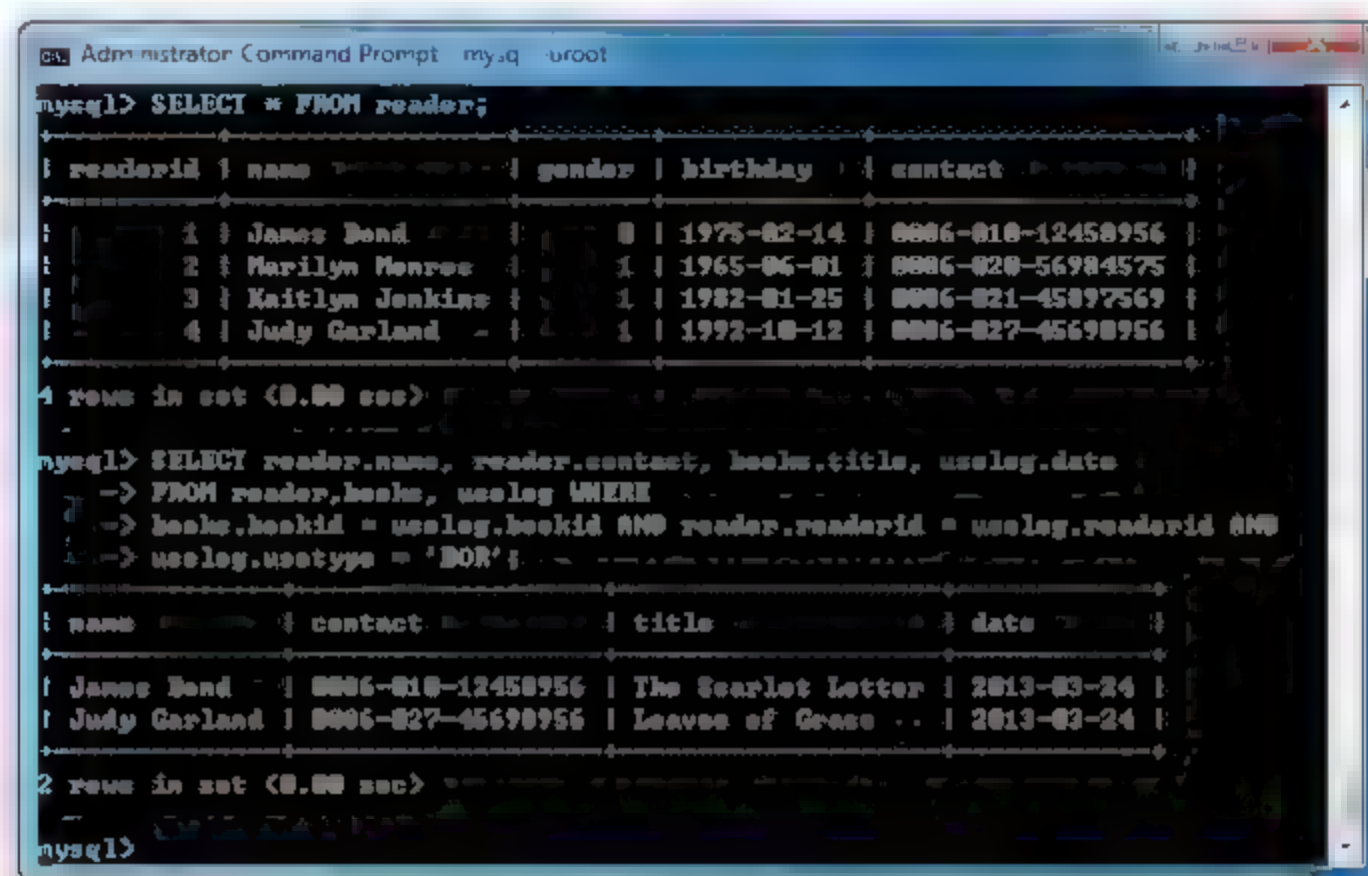 Administrator Command Prompt mysql -uroot
mysql> SELECT * FROM reader;
| readerid | name | gender | birthday | contact |
| 1 | James Bond | 0 | 1975-02-14 | 0086-010-12458956 |
| 2 | Marilyn Monroe | 1 | 1965-06-01 | 0086-020-56984575 |
| 3 | Kaitlyn Jenkins | 1 | 1982-01-25 | 0086-021-45897569 |
| 4 | Judy Garland | 1 | 1992-10-12 | 0086-027-45698956 |
4 rows in set (0.00 sec)
mysql> SELECT reader.name, reader.contact, books.title, uselog.date
-> FROM reader,books, uselog WHERE
-> books.bookid = uselog.bookid AND reader.readerid = uselog.readerid AND
-> uselog.usetype = 'BOR';
| name | contact | title | date |
| James Bond | 0086-010-12458956 | The Scarlet Letter | 2013-03-24 |
| Judy Garland | 0086-027-45698956 | Leaves of Grass | 2013-03-24 |
2 rows in set (0.00 sec)
mysql>